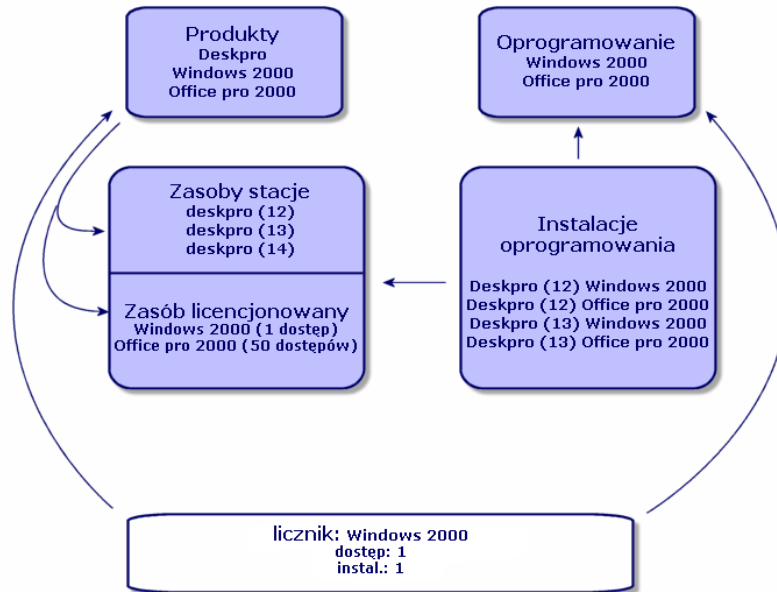 Produkty
Deskpro
Windows 2000
Office pro 2000
Oprogramowanie
Windows 2000
Office pro 2000
Zasoby stacje
deskpro (12)
deskpro (13)
deskpro (14)
Zasób licencjonowany
Windows 2000 (1 dostęp)
Office pro 2000 (50 dostępów)
Instalacje
oprogramowania
Deskpro (12) Windows 2000
Deskpro (12) Office pro 2000
Deskpro (13) Windows 2000
Deskpro (13) Office pro 2000
licznik: Windows 2000
dostęp: 1
instal.: 1